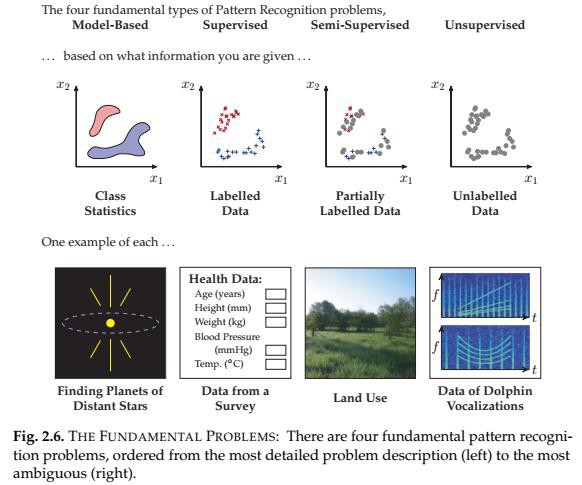 The four fundamental types of Pattern Recognition problems,
Model-Based Supervised Semi-Supervised Unsupervised
… based on what information you are given …
x2 x2 x2 x2
x1 x1 x1 x1
Class Labelled Partially Unlabelled
Statistics Data Labelled Data Data
One example of each …
Health Data:
Age (years)
Height (mm)
Weight (kg)
Blood Pressure
(mmHg)
Temp. (°C)
f t
f t
Finding Planets of Data from a Land Use Data of Dolphin
Distant Stars Survey Vocalizations
Fig. 2.6. THE FUNDAMENTAL PROBLEMS: There are four fundamental pattern recogni-
tion problems, ordered from the most detailed problem description (left) to the most
ambiguous (right).